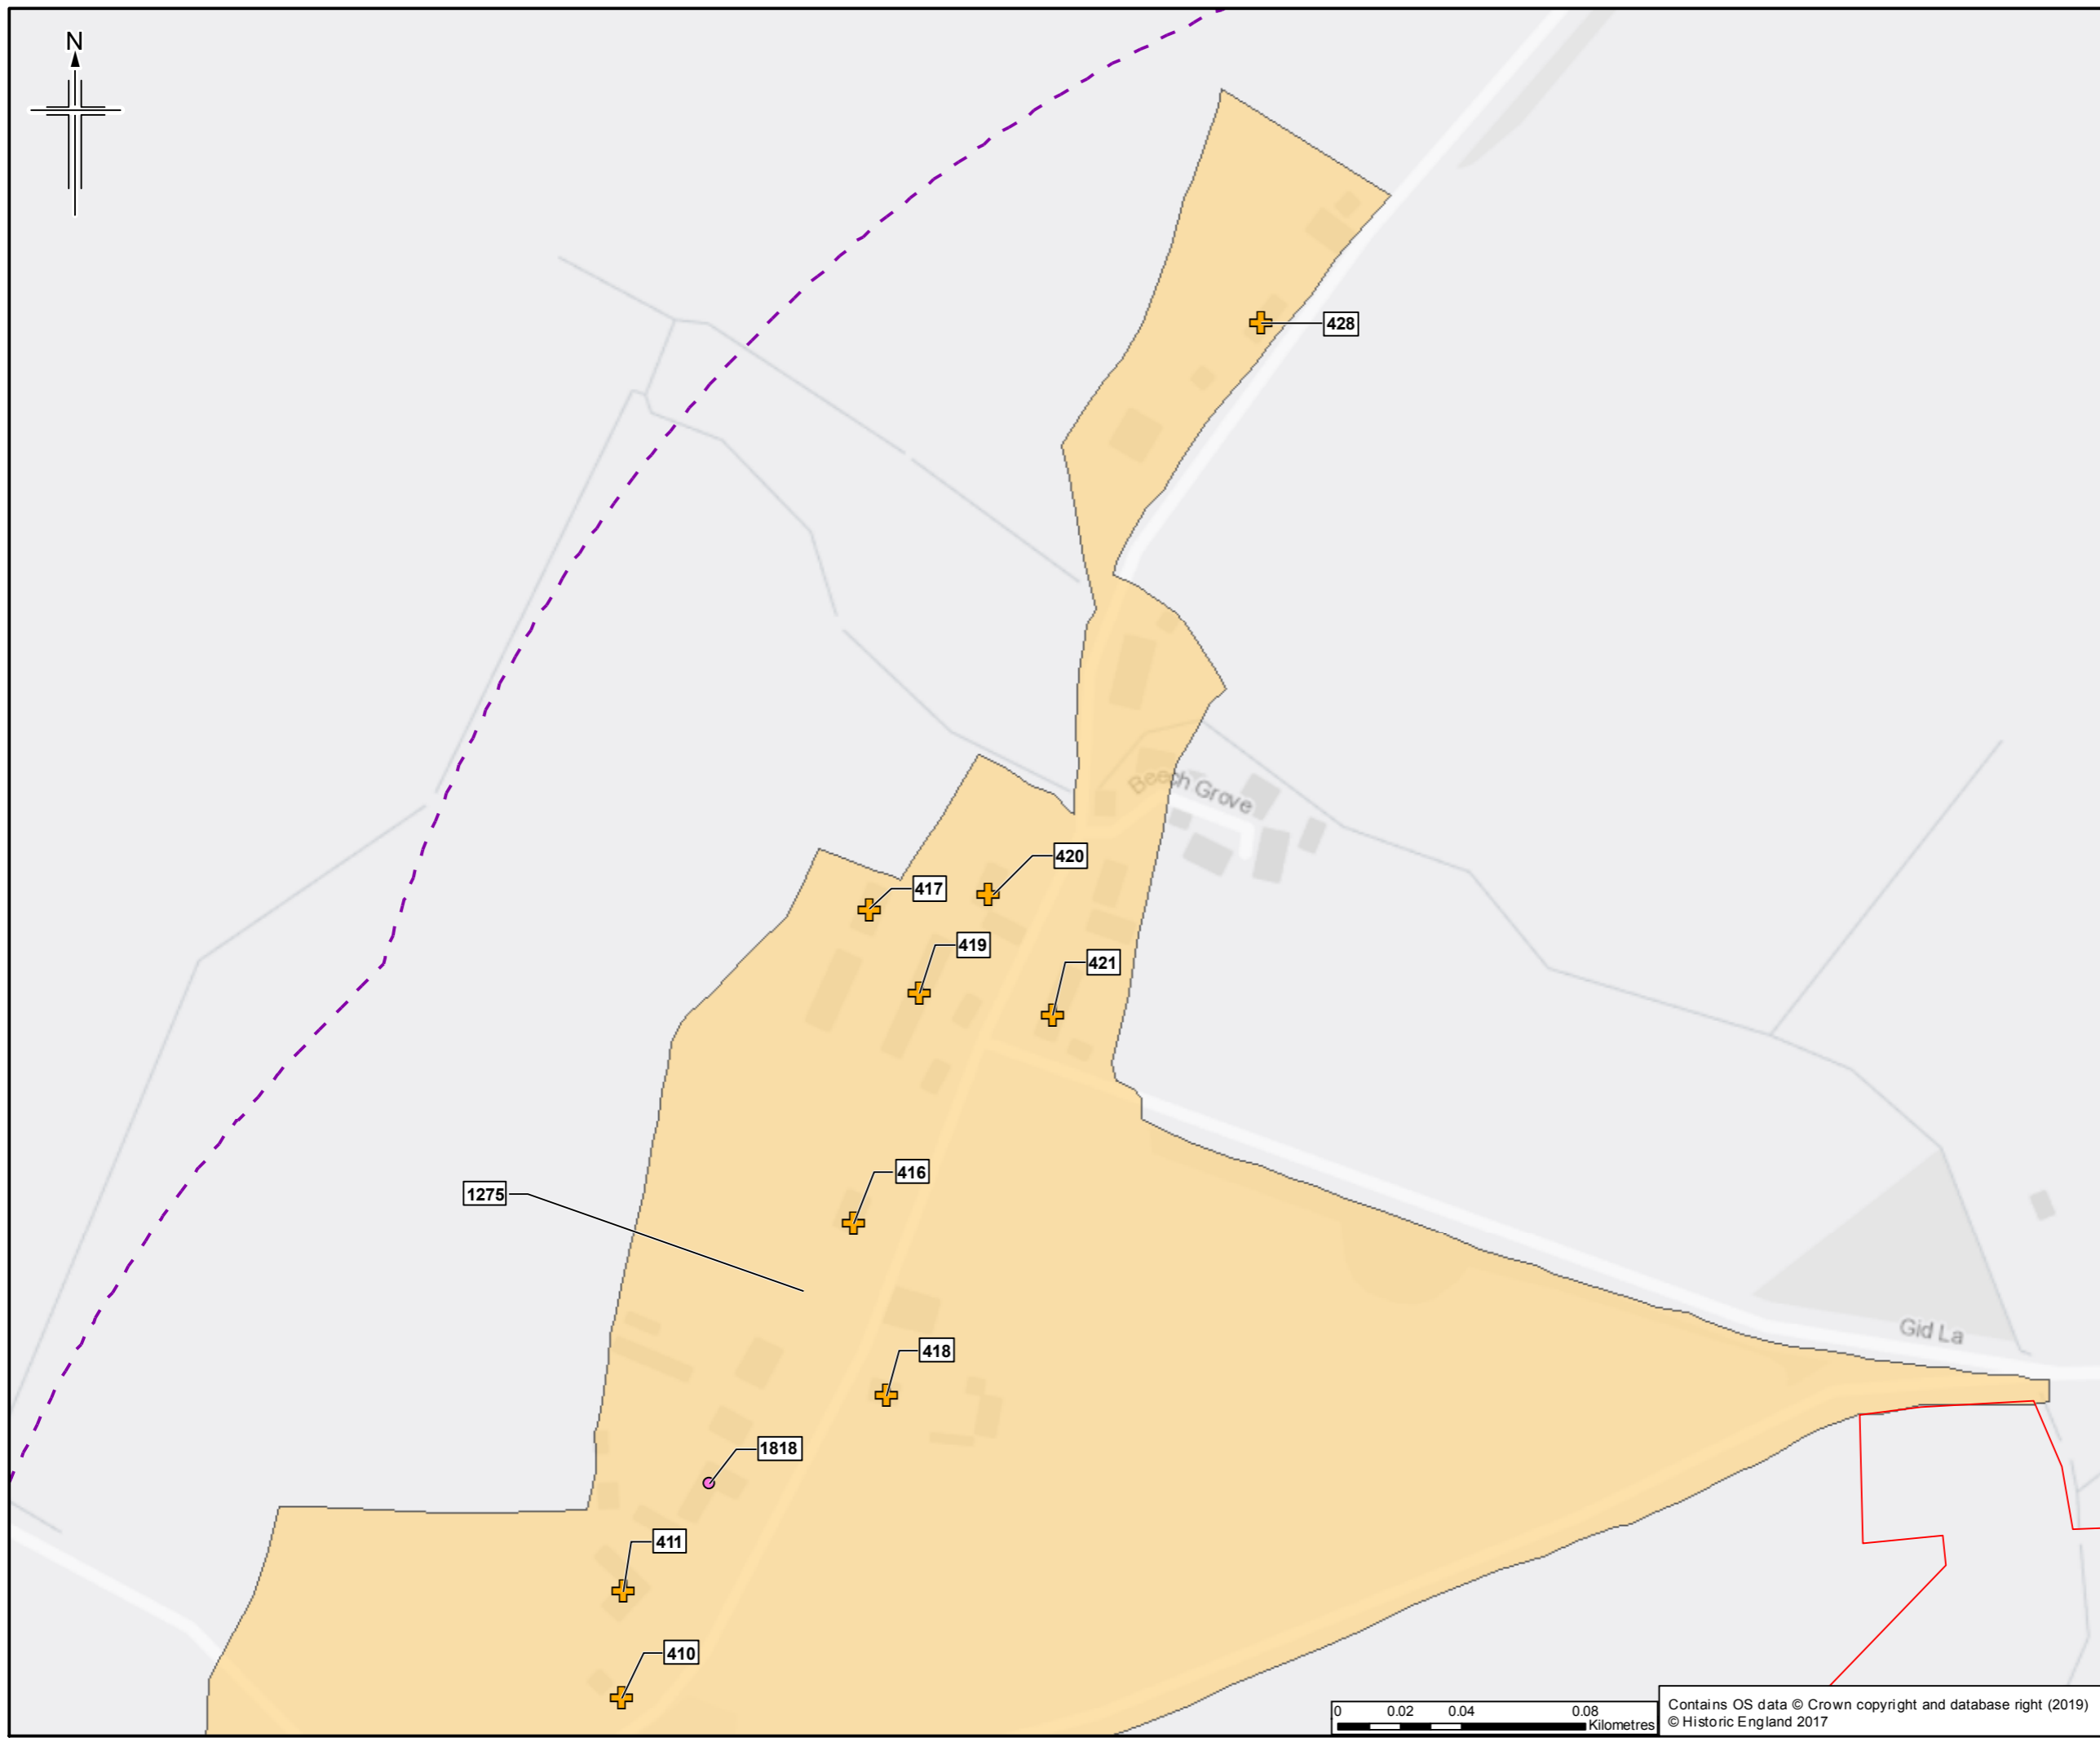 N
428
Beech Grove
420
417
419
421
416
1275
Gid La
418
1818
411
410
0 0.02 0.04 0.08
Kilometres
Contains OS data © Crown copyright and database right (2019)
© Historic England 2017